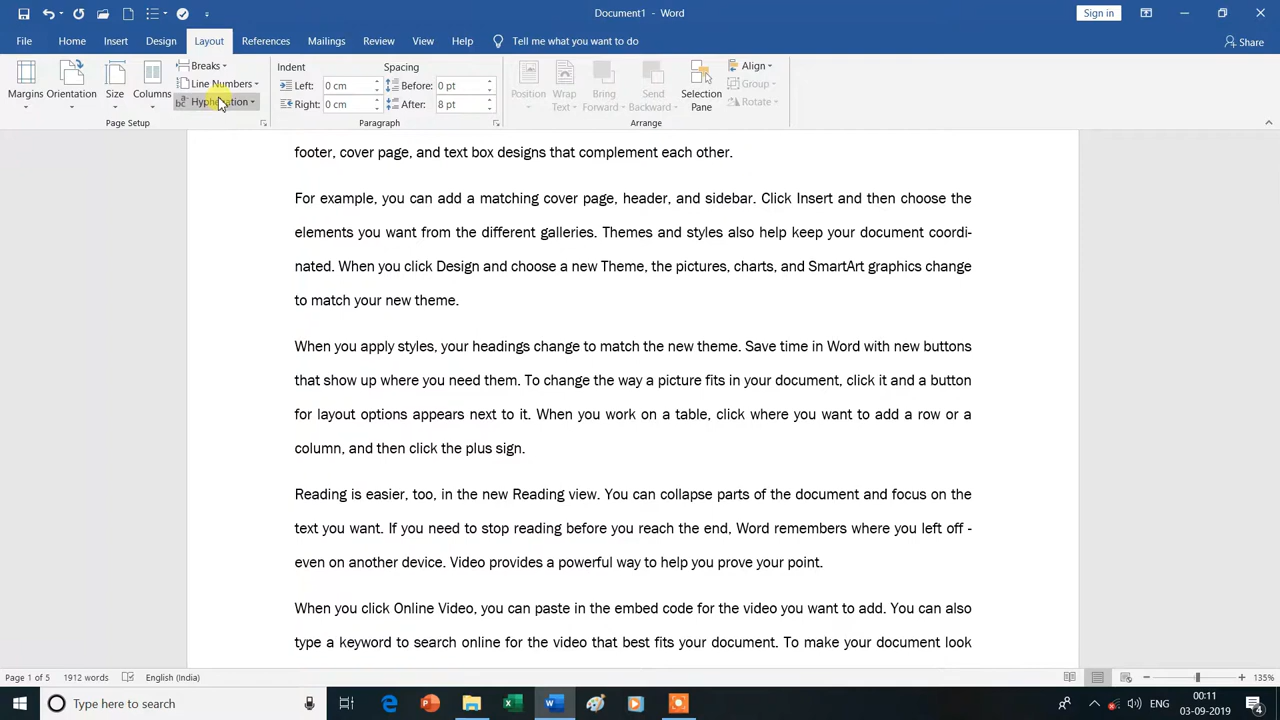 Document1 - Word
Sign in
File Home Insert Design Layout References Mailings Review View Help Tell me what you want to do
Share
Margins Orientation Size Columns
Breaks
Line Numbers
Hyphenation
Page Setup
Indent
Left: 0 cm
Right: 0 cm
Spacing
Before: 0 pt
After: 8 pt
Paragraph
Position
Wrap Text
Bring Forward
Send Backward
Selection Pane
Align
Group
Rotate
Arrange
footer, cover page, and text box designs that complement each other.
For example, you can add a matching cover page, header, and sidebar. Click Insert and then choose the
elements you want from the different galleries. Themes and styles also help keep your document coordi-
nated. When you click Design and choose a new Theme, the pictures, charts, and SmartArt graphics change
to match your new theme.
When you apply styles, your headings change to match the new theme. Save time in Word with new buttons
that show up where you need them. To change the way a picture fits in your document, click it and a button
for layout options appears next to it. When you work on a table, click where you want to add a row or a
column, and then click the plus sign.
Reading is easier, too, in the new Reading view. You can collapse parts of the document and focus on the
text you want. If you need to stop reading before you reach the end, Word remembers where you left off -
even on another device. Video provides a powerful way to help you prove your point.
When you click Online Video, you can paste in the embed code for the video you want to add. You can also
type a keyword to search online for the video that best fits your document. To make your document look
Page 1 of 5 1912 words English (India)
135%
Type here to search
ENG
00:11
03-09-2019
4